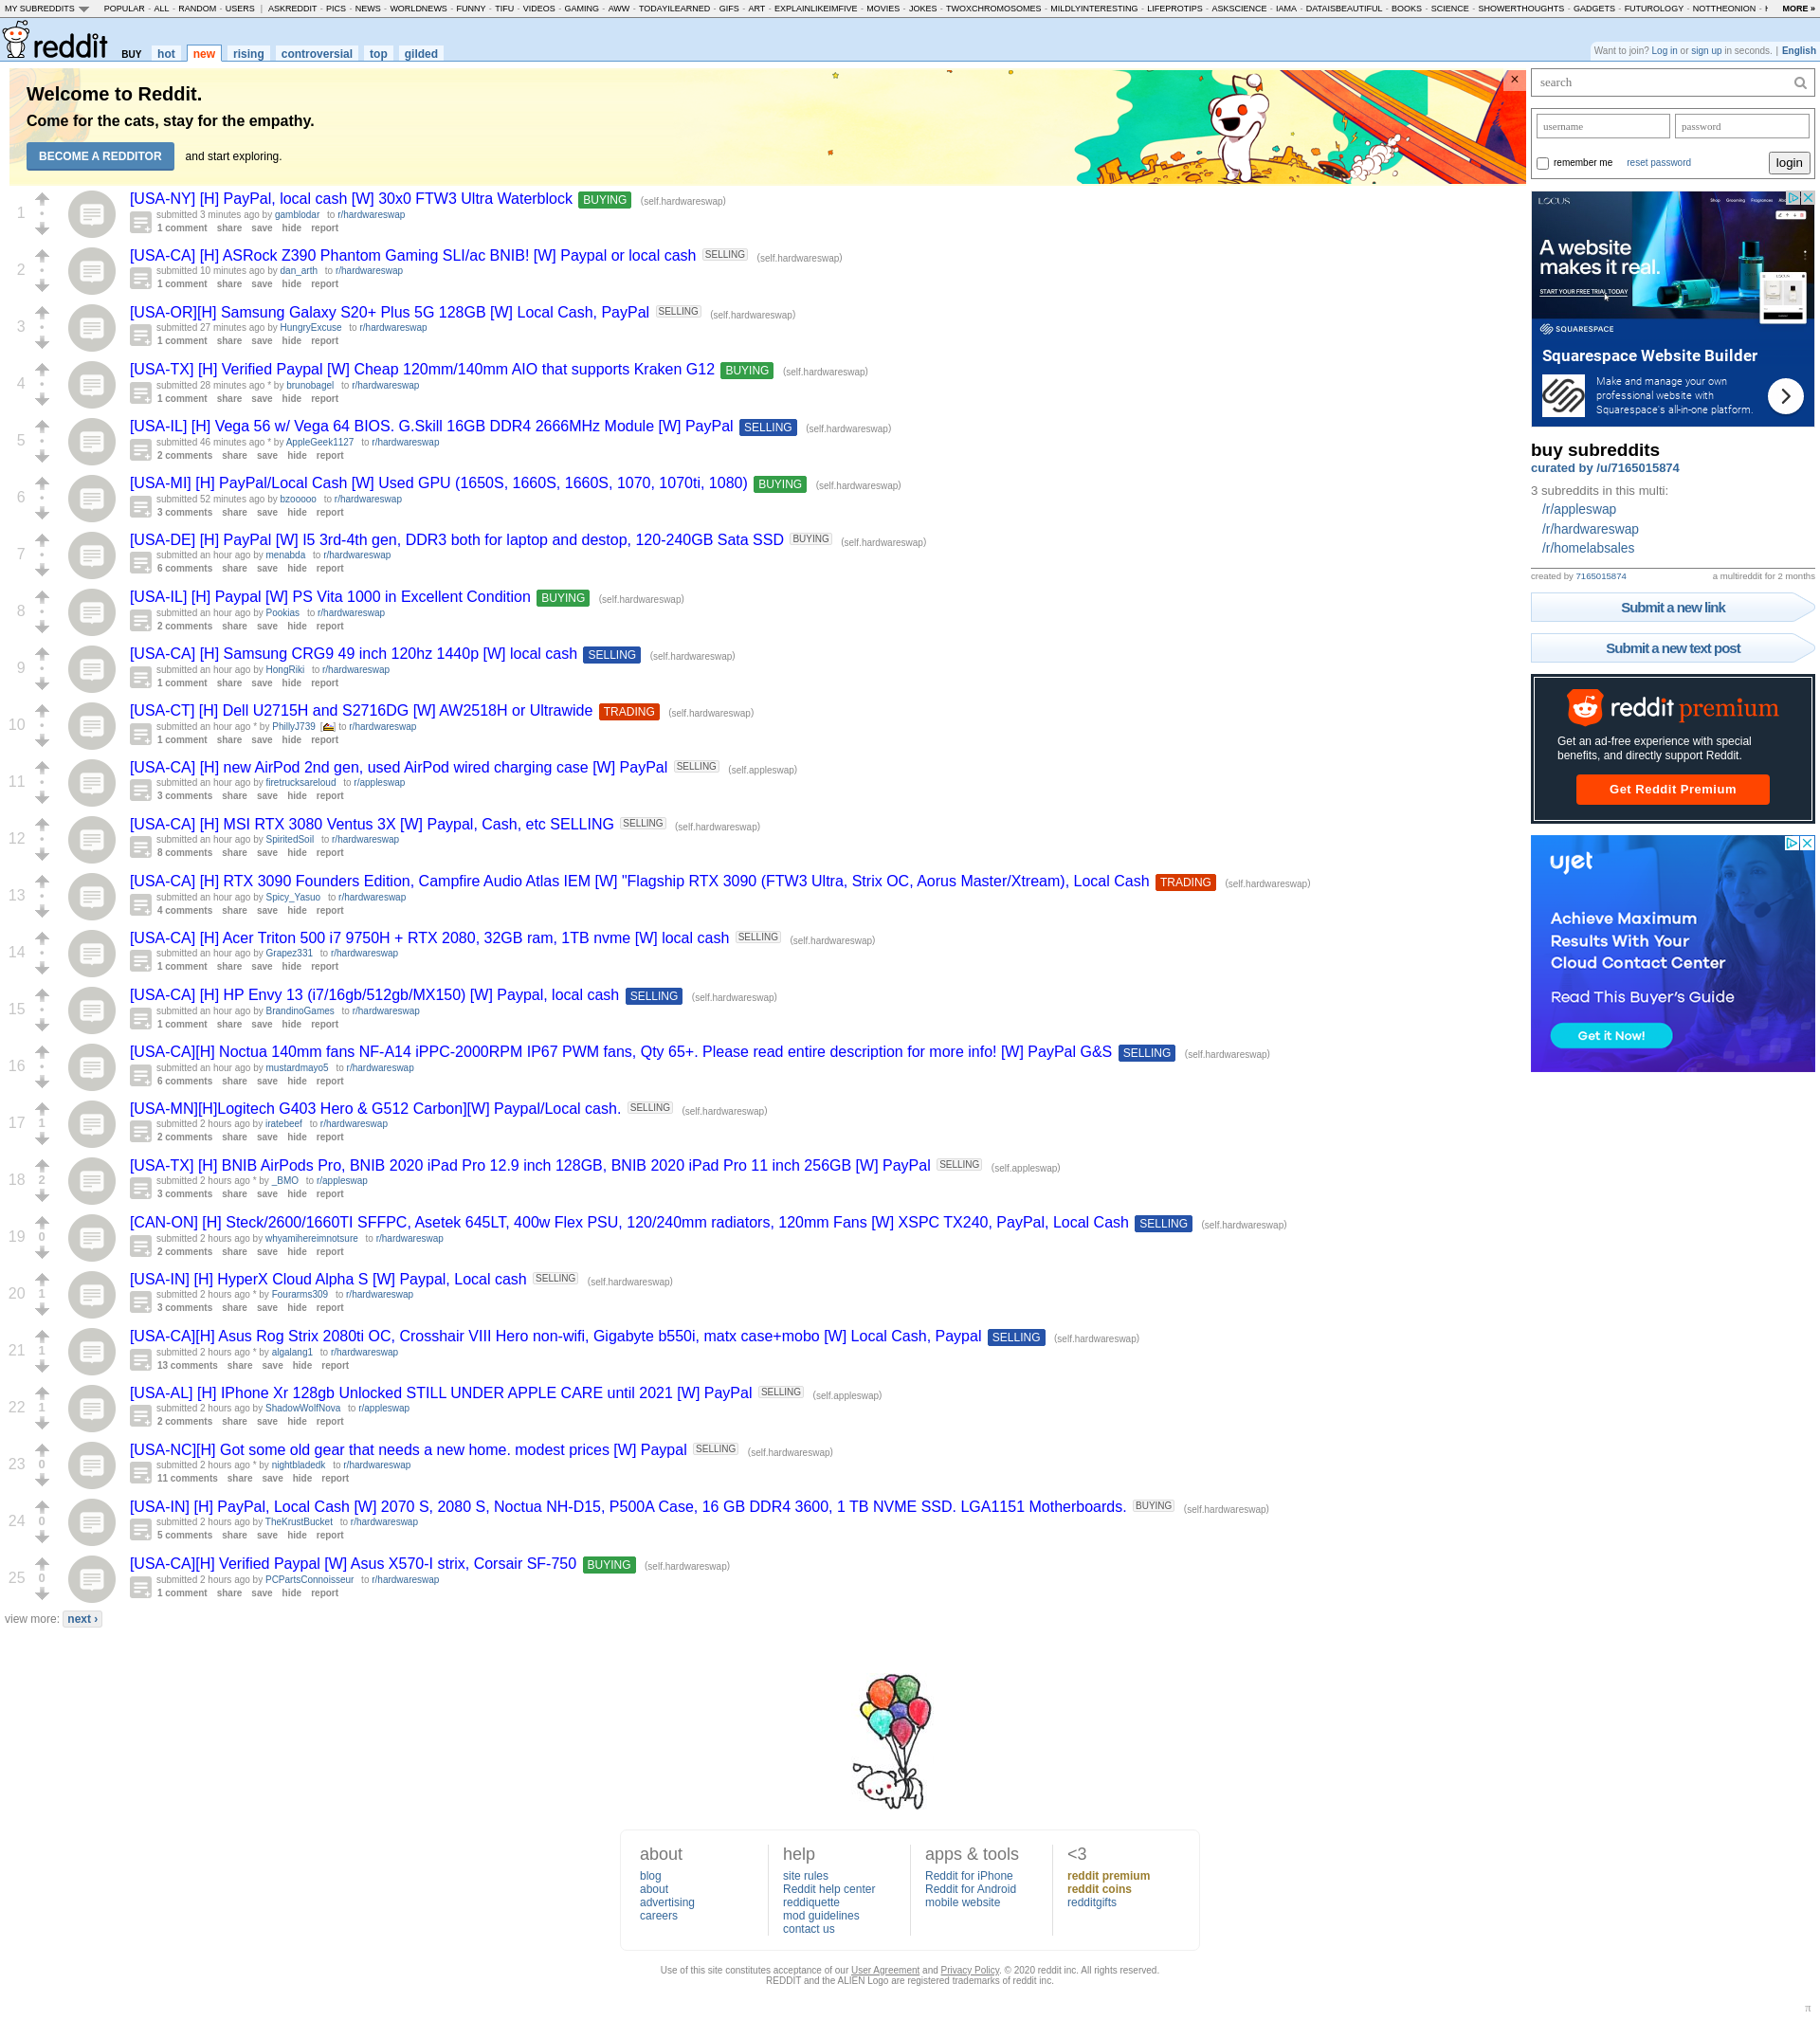 MY SUBREDDITS POPULAR - ALL - RANDOM - USERS | ASKREDDIT - PICS - NEWS - WORLDNEWS - FUNNY - TIFU - VIDEOS - GAMING - AWW - TODAYILEARNED - GIFS - ART - EXPLAINLIKEIMFIVE - MOVIES - JOKES - TWOXCHROMOSOMES - MILDLYINTERESTING - LIFEPROTIPS - ASKSCIENCE - IAMA - DATAISBEAUTIFUL - BOOKS - SCIENCE - SHOWERTHOUGHTS - GADGETS - FUTUROLOGY - NOTTHEONION - MORE »
reddit BUY hot new rising controversial top gilded
Want to join? Log in or sign up in seconds. | English
Welcome to Reddit.
Come for the cats, stay for the empathy.
BECOME A REDDITOR and start exploring.
×
1
[USA-NY] [H] PayPal, local cash [W] 30x0 FTW3 Ultra Waterblock BUYING (self.hardwareswap)
submitted 3 minutes ago by gamblodar to r/hardwareswap
1 comment share save hide report
2
[USA-CA] [H] ASRock Z390 Phantom Gaming SLI/ac BNIB! [W] Paypal or local cash SELLING (self.hardwareswap)
submitted 10 minutes ago by dan_arth to r/hardwareswap
1 comment share save hide report
3
[USA-OR][H] Samsung Galaxy S20+ Plus 5G 128GB [W] Local Cash, PayPal SELLING (self.hardwareswap)
submitted 27 minutes ago by HungryExcuse to r/hardwareswap
1 comment share save hide report
4
[USA-TX] [H] Verified Paypal [W] Cheap 120mm/140mm AIO that supports Kraken G12 BUYING (self.hardwareswap)
submitted 28 minutes ago * by brunobagel to r/hardwareswap
1 comment share save hide report
5
[USA-IL] [H] Vega 56 w/ Vega 64 BIOS. G.Skill 16GB DDR4 2666MHz Module [W] PayPal SELLING (self.hardwareswap)
submitted 46 minutes ago * by AppleGeek1127 to r/hardwareswap
2 comments share save hide report
6
[USA-MI] [H] PayPal/Local Cash [W] Used GPU (1650S, 1660S, 1660S, 1070, 1070ti, 1080) BUYING (self.hardwareswap)
submitted 52 minutes ago by bzooooo to r/hardwareswap
3 comments share save hide report
7
[USA-DE] [H] PayPal [W] I5 3rd-4th gen, DDR3 both for laptop and destop, 120-240GB Sata SSD BUYING (self.hardwareswap)
submitted an hour ago by menabda to r/hardwareswap
6 comments share save hide report
8
[USA-IL] [H] Paypal [W] PS Vita 1000 in Excellent Condition BUYING (self.hardwareswap)
submitted an hour ago by Pookias to r/hardwareswap
2 comments share save hide report
9
[USA-CA] [H] Samsung CRG9 49 inch 120hz 1440p [W] local cash SELLING (self.hardwareswap)
submitted an hour ago by HongRiki to r/hardwareswap
1 comment share save hide report
10
[USA-CT] [H] Dell U2715H and S2716DG [W] AW2518H or Ultrawide TRADING (self.hardwareswap)
submitted an hour ago * by PhillyJ739 [] to r/hardwareswap
1 comment share save hide report
11
[USA-CA] [H] new AirPod 2nd gen, used AirPod wired charging case [W] PayPal SELLING (self.appleswap)
submitted an hour ago by firetrucksareloud to r/appleswap
3 comments share save hide report
12
[USA-CA] [H] MSI RTX 3080 Ventus 3X [W] Paypal, Cash, etc SELLING SELLING (self.hardwareswap)
submitted an hour ago by SpiritedSoil to r/hardwareswap
8 comments share save hide report
13
[USA-CA] [H] RTX 3090 Founders Edition, Campfire Audio Atlas IEM [W] "Flagship RTX 3090 (FTW3 Ultra, Strix OC, Aorus Master/Xtream), Local Cash TRADING (self.hardwareswap)
submitted an hour ago by Spicy_Yasuo to r/hardwareswap
4 comments share save hide report
14
[USA-CA] [H] Acer Triton 500 i7 9750H + RTX 2080, 32GB ram, 1TB nvme [W] local cash SELLING (self.hardwareswap)
submitted an hour ago by Grapez331 to r/hardwareswap
1 comment share save hide report
15
[USA-CA] [H] HP Envy 13 (i7/16gb/512gb/MX150) [W] Paypal, local cash SELLING (self.hardwareswap)
submitted an hour ago by BrandinoGames to r/hardwareswap
1 comment share save hide report
16
[USA-CA][H] Noctua 140mm fans NF-A14 iPPC-2000RPM IP67 PWM fans, Qty 65+. Please read entire description for more info! [W] PayPal G&S SELLING (self.hardwareswap)
submitted an hour ago by mustardmayo5 to r/hardwareswap
6 comments share save hide report
17 1
[USA-MN][H]Logitech G403 Hero & G512 Carbon][W] Paypal/Local cash. SELLING (self.hardwareswap)
submitted 2 hours ago by iratebeef to r/hardwareswap
2 comments share save hide report
18 2
[USA-TX] [H] BNIB AirPods Pro, BNIB 2020 iPad Pro 12.9 inch 128GB, BNIB 2020 iPad Pro 11 inch 256GB [W] PayPal SELLING (self.appleswap)
submitted 2 hours ago * by _BMO to r/appleswap
3 comments share save hide report
19 0
[CAN-ON] [H] Steck/2600/1660TI SFFPC, Asetek 645LT, 400w Flex PSU, 120/240mm radiators, 120mm Fans [W] XSPC TX240, PayPal, Local Cash SELLING (self.hardwareswap)
submitted 2 hours ago by whyamihereimnotsure to r/hardwareswap
2 comments share save hide report
20 1
[USA-IN] [H] HyperX Cloud Alpha S [W] Paypal, Local cash SELLING (self.hardwareswap)
submitted 2 hours ago * by Fourarms309 to r/hardwareswap
3 comments share save hide report
21 1
[USA-CA][H] Asus Rog Strix 2080ti OC, Crosshair VIII Hero non-wifi, Gigabyte b550i, matx case+mobo [W] Local Cash, Paypal SELLING (self.hardwareswap)
submitted 2 hours ago * by algalang1 to r/hardwareswap
13 comments share save hide report
22 1
[USA-AL] [H] IPhone Xr 128gb Unlocked STILL UNDER APPLE CARE until 2021 [W] PayPal SELLING (self.appleswap)
submitted 2 hours ago by ShadowWolfNova to r/appleswap
2 comments share save hide report
23 0
[USA-NC][H] Got some old gear that needs a new home. modest prices [W] Paypal SELLING (self.hardwareswap)
submitted 2 hours ago * by nightbladedk to r/hardwareswap
11 comments share save hide report
24 0
[USA-IN] [H] PayPal, Local Cash [W] 2070 S, 2080 S, Noctua NH-D15, P500A Case, 16 GB DDR4 3600, 1 TB NVME SSD. LGA1151 Motherboards. BUYING (self.hardwareswap)
submitted 2 hours ago by TheKrustBucket to r/hardwareswap
5 comments share save hide report
25 0
[USA-CA][H] Verified Paypal [W] Asus X570-I strix, Corsair SF-750 BUYING (self.hardwareswap)
submitted 2 hours ago by PCPartsConnoisseur to r/hardwareswap
1 comment share save hide report
view more: next ›
search
username password
remember me reset password login
LOCUS
A website
makes it real.
START YOUR FREE TRIAL TODAY
SQUARESPACE
Squarespace Website Builder
Make and manage your own
professional website with
Squarespace's all-in-one platform.
buy subreddits
curated by /u/7165015874
3 subreddits in this multi:
/r/appleswap
/r/hardwareswap
/r/homelabsales
created by 7165015874 a multireddit for 2 months
Submit a new link
Submit a new text post
reddit premium
Get an ad-free experience with special
benefits, and directly support Reddit.
Get Reddit Premium
ujet
Achieve Maximum
Results With Your
Cloud Contact Center
Read This Buyer's Guide
Get it Now!
about
blog
about
advertising
careers
help
site rules
Reddit help center
reddiquette
mod guidelines
contact us
apps & tools
Reddit for iPhone
Reddit for Android
mobile website
<3
reddit premium
reddit coins
redditgifts
Use of this site constitutes acceptance of our User Agreement and Privacy Policy. © 2020 reddit inc. All rights reserved.
REDDIT and the ALIEN Logo are registered trademarks of reddit inc.
π